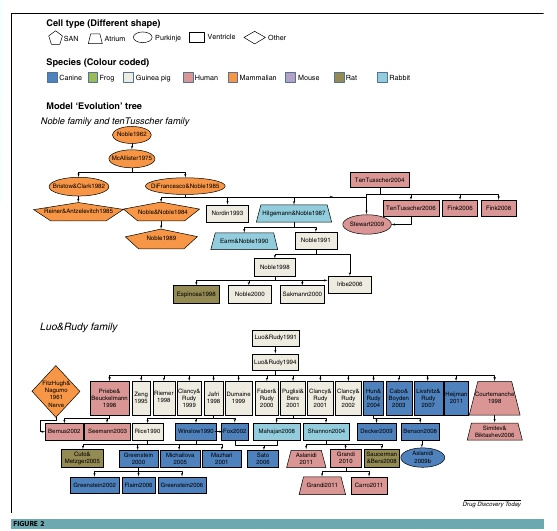 Cell type (Different shape)
SAN Atrium Purkinje Ventricle Other
Species (Colour coded)
Canine Frog Guinea pig Human Mammalian Mouse Rat Rabbit
Model ‘Evolution’ tree
Noble family and tenTusscher family
Noble1962
McAllister1975
TenTusscher2004
Bristow&Clark1982 DiFrancesco&Noble1985
Reiner&Antzelevitch1985 Noble&Noble1984 Nordin1993 Hilgemann&Noble1987 TenTusscher2006 Fink2006 Fink2008
Stewart2009
Noble1989 Earm&Noble1990 Noble1991
Noble1998
Iribe2006
Espinosa1998 Noble2000 Sakmann2000
Luo&Rudy family
Luo&Rudy1991
Luo&Rudy1994
FitzHugh&
Nagumo
1961
Nerve
Priebe&
Beuckelmann
1998
Zeng
1995
Riemer
1998
Clancy&
Rudy
1999
Jafri
1998
Dumaine
1999
Faber&
Rudy
2000
Puglisi&
Bers
2001
Clancy&
Rudy
2001
Clancy&
Rudy
2002
Hund&
Rudy
2004
Cabo&
Boyden
2003
Livshitz&
Rudy
2007
Heijman
2011
Courtemanche
1998
Bernus2002 Seemann2003 Rice1990 Winslow1990 Fox2002 Mahajan2008 Shannon2004 Decker2009 Benson2008
Similev&
Biktashev2006
Cuto&
Metzger2005
Greenstein
2000
Michailova
2005
Mazhari
2001
Sato
2006
Aslanidi
2011
Grandi
2010
Saucerman
&Bers2008
Aslanidi
2009b
Greenstein2002 Flaim2006 Greenstein2006 Grandi2011 Carro2011
Drug Discovery Today
FIGURE 2